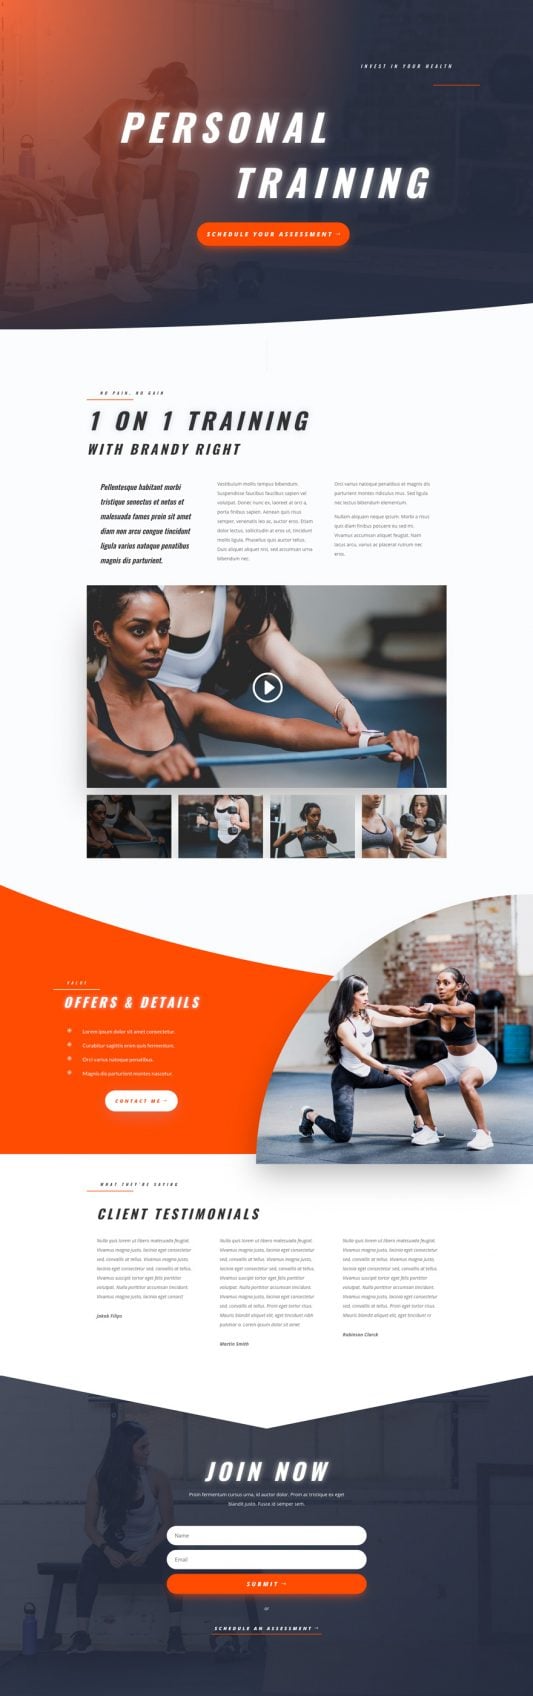 INVEST IN YOUR HEALTH
PERSONAL
TRAINING
SCHEDULE YOUR ASSESSMENT →
NO PAIN, NO GAIN
1 ON 1 TRAINING
WITH BRANDY RIGHT
Pellentesque habitant morbi
tristique senectus et netus et
malesuada fames proin sit amet
diam non arcu congue tincidunt
ligula varius natoque penatibus
magnis dis parturient.
Vestibulum mollis tempus bibendum.
Suspendisse faucibus faucibus sapien vel
volutpat. Donec nunc ex, laoreet at orci a,
porta finibus sapien. Aenean quis risus
semper, venenatis leo ac, auctor eros. Etiam
dolor lectus, sollicitudin at eros ut, tincidunt
mollis ligula. Phasellus quis auctor tellus.
Duis aliquet aliquet nisi, sed accumsan urna
bibendum nec.
Orci varius natoque penatibus et magnis dis
parturient montes ridiculus mus. Sed ligula
nec lectus bibendum elementum.
Nullam aliquam neque ipsum. Morbi a risus
quis diam finibus posuere eu sed mi.
Vivamus accumsan aliquet feugiat. Nam
lacus arcu, varius ac placerat rutrum nec
eros.
VALUE
OFFERS & DETAILS
Lorem ipsum dolor sit amet consectetur.
Curabitur sagittis enim quis fermentum.
Orci varius natoque penatibus.
Magnis dis parturient montes nascetur.
CONTACT ME →
WHAT THEY'RE SAYING
CLIENT TESTIMONIALS
Nulla quis lorem ut libero malesuada feugiat.
Vivamus magna justo, lacinia eget consectetur
sed, convallis at tellus. Vivamus magna justo,
lacinia eget consectetur sed, convallis at tellus.
Vivamus suscipit tortor eget felis porttitor
volutpat. Nulla porttitor accumsan tincidunt.
Vivamus magna justo, lacinia eget consect
Jakob Filips
Nulla quis lorem ut libero malesuada feugiat.
Vivamus magna justo, lacinia eget consectetur
sed, convallis at tellus. Vivamus magna justo,
lacinia eget consectetur sed, convallis at tellus.
Vivamus suscipit tortor eget felis porttitor
volutpat. Nulla porttitor accumsan tincidunt.
Vivamus magna justo, lacinia eget consectetur
sed, convallis at tellus. Proin eget tortor risus.
Mauris blandit aliquet elit, eget tincidunt nibh
pulvinar a. Lorem ipsum dolor sit amet
Martin Smith
Nulla quis lorem ut libero malesuada feugiat.
Vivamus magna justo, lacinia eget consectetur
sed, convallis at tellus. Vivamus magna justo,
lacinia eget consectetur sed, convallis at tellus.
Vivamus suscipit tortor eget felis porttitor
volutpat. Nulla porttitor accumsan tincidunt.
Vivamus magna justo, lacinia eget consectetur
sed, convallis at tellus. Proin eget tortor risus.
Mauris blandit aliquet elit, eget tincidunt ni
Robinson Clarck
JOIN NOW
Proin fermentum cursus urna, id auctor dolor. Proin ac tristique ex eget
blandit justo. Fusce id semper sem.
Name
Email
SUBMIT →
or
SCHEDULE AN ASSESSMENT →